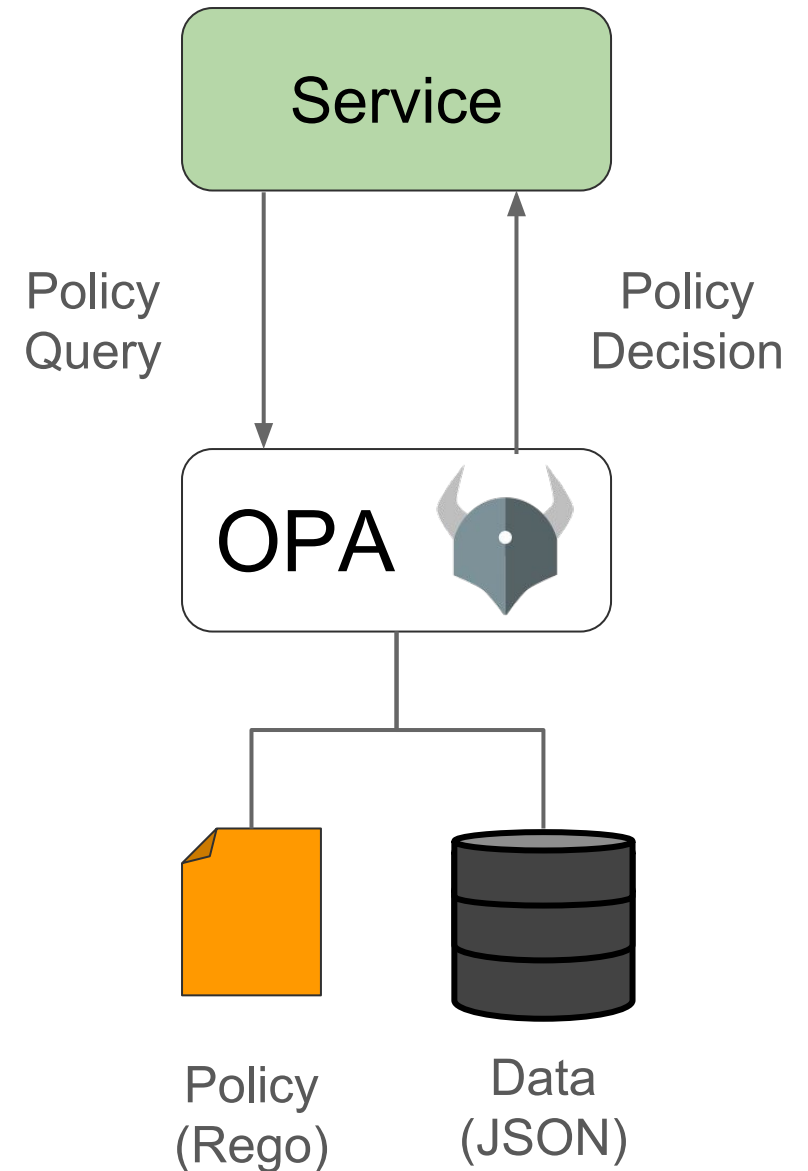 Service
Policy
Query
Policy
Decision
OPA
Policy
(Rego)
Data
(JSON)